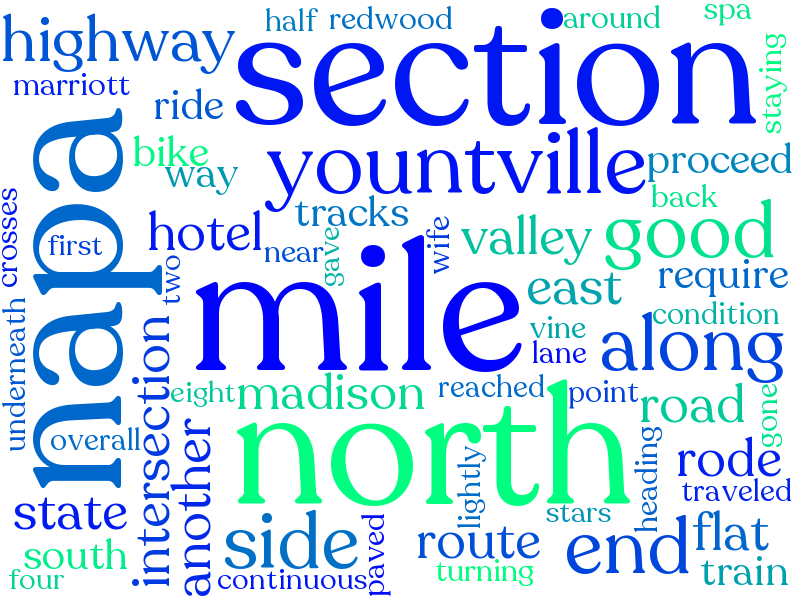 half
redwood
around
spa
highway
section
staying
marriott
ride
bike
way
yountville
proceed
back
napa
crosses
first
hotel
tracks
near
gave
wife
valley
good
two
mile
east
require
condition
vine
lane
along
underneath
intersection
eight
madison
reached
point
road
gone
overall
another
north
rode
heading
traveled
lightly
stars
state
side
paved
route
end
flat
south
four
continuous
turning
train